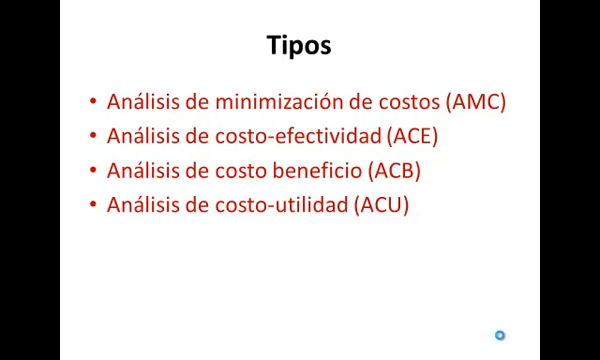 Tipos
• Análisis de minimización de costos (AMC)
• Análisis de costo-efectividad (ACE)
• Análisis de costo beneficio (ACB)
• Análisis de costo-utilidad (ACU)